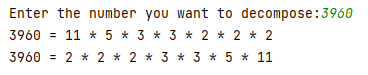 Enter the number you want to decompose:3960
3960 = 11 * 5 * 3 * 3 * 2 * 2 * 2
3960 = 2 * 2 * 2 * 3 * 3 * 5 * 11